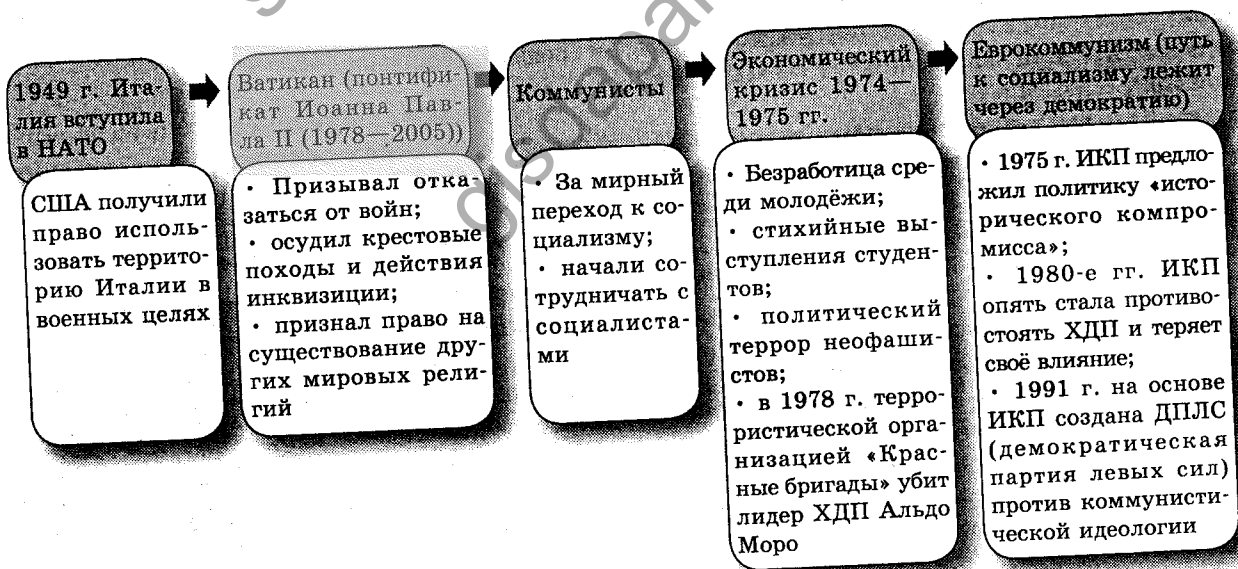 1949 г. Ита-
лия вступила
в НАТО
США получили
право исполь-
зовать террито-
рию Италии в
военных целях
Ватикан (понтифи-
кат Иоанна Пав-
ла II (1978—2005))
· Призывал отка-
заться от войн;
· осудил крестовые
походы и действия
инквизиции;
· признал право на
существование дру-
гих мировых рели-
гий
Коммунисты
· За мирный
переход к со-
циализму;
· начали со-
трудничать с
социалиста-
ми
Экономический
кризис 1974—
1975 гг.
· Безработица сре-
ди молодёжи;
· стихийные вы-
ступления студен-
тов;
· политический
террор неофаши-
стов;
· в 1978 г. терро-
ристической орга-
низацией «Крас-
ные бригады» убит
лидер ХДП Альдо
Моро
Еврокоммунизм (путь
к социализму лежит
через демократию)
· 1975 г. ИКП предло-
жил политику «исто-
рического компро-
мисса»;
· 1980-е гг. ИКП
опять стала противо-
стоять ХДП и теряет
своё влияние;
· 1991 г. на основе
ИКП создана ДПЛС
(демократическая
партия левых сил)
против коммунисти-
ческой идеологии